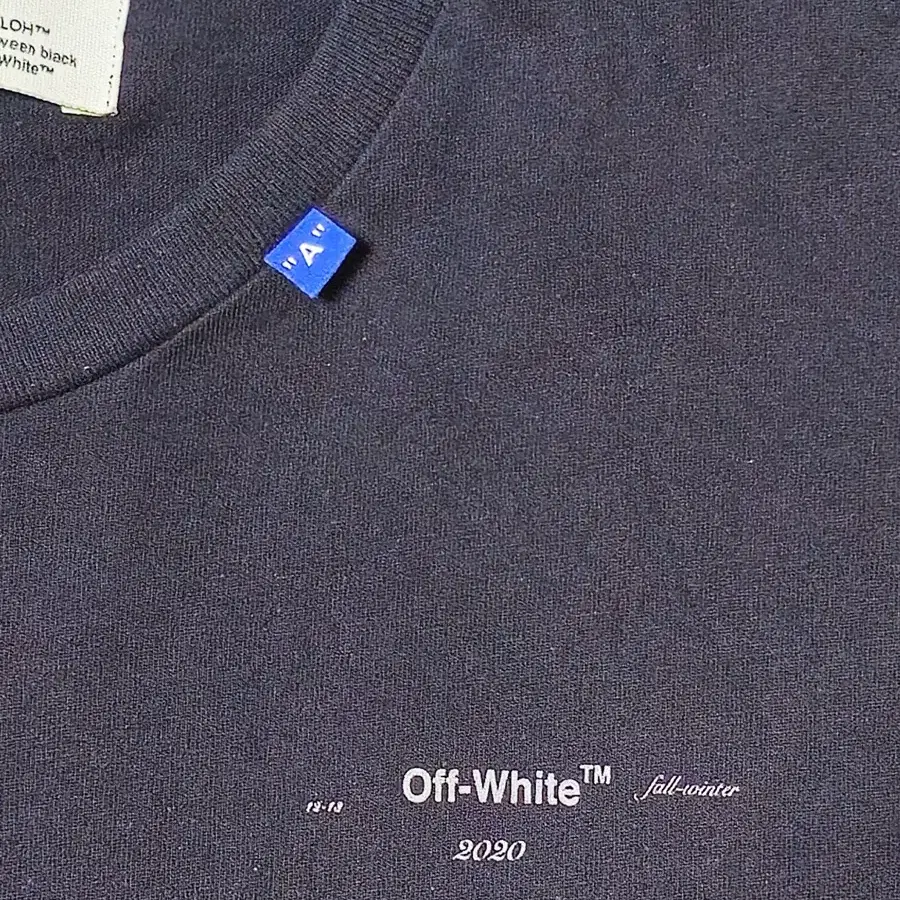 LOH™
ween black
White™
"A"
Off-White™ fall-winter
2020